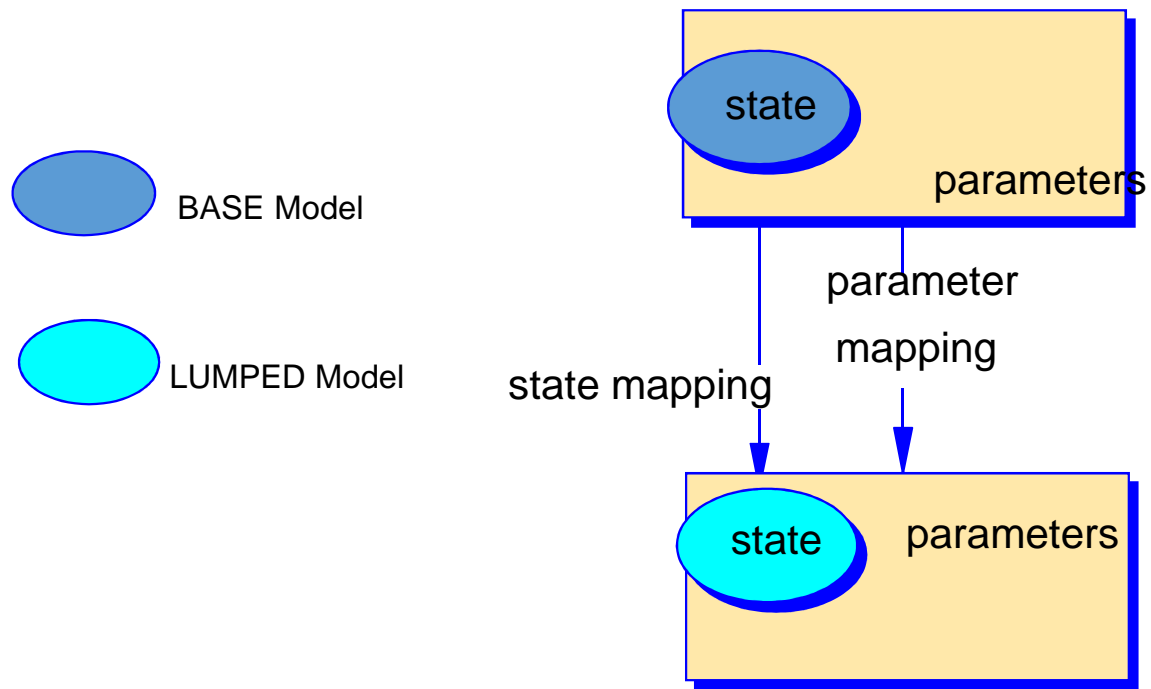 state
parameters
BASE Model
parameter
mapping
LUMPED Model
state mapping
state
parameters